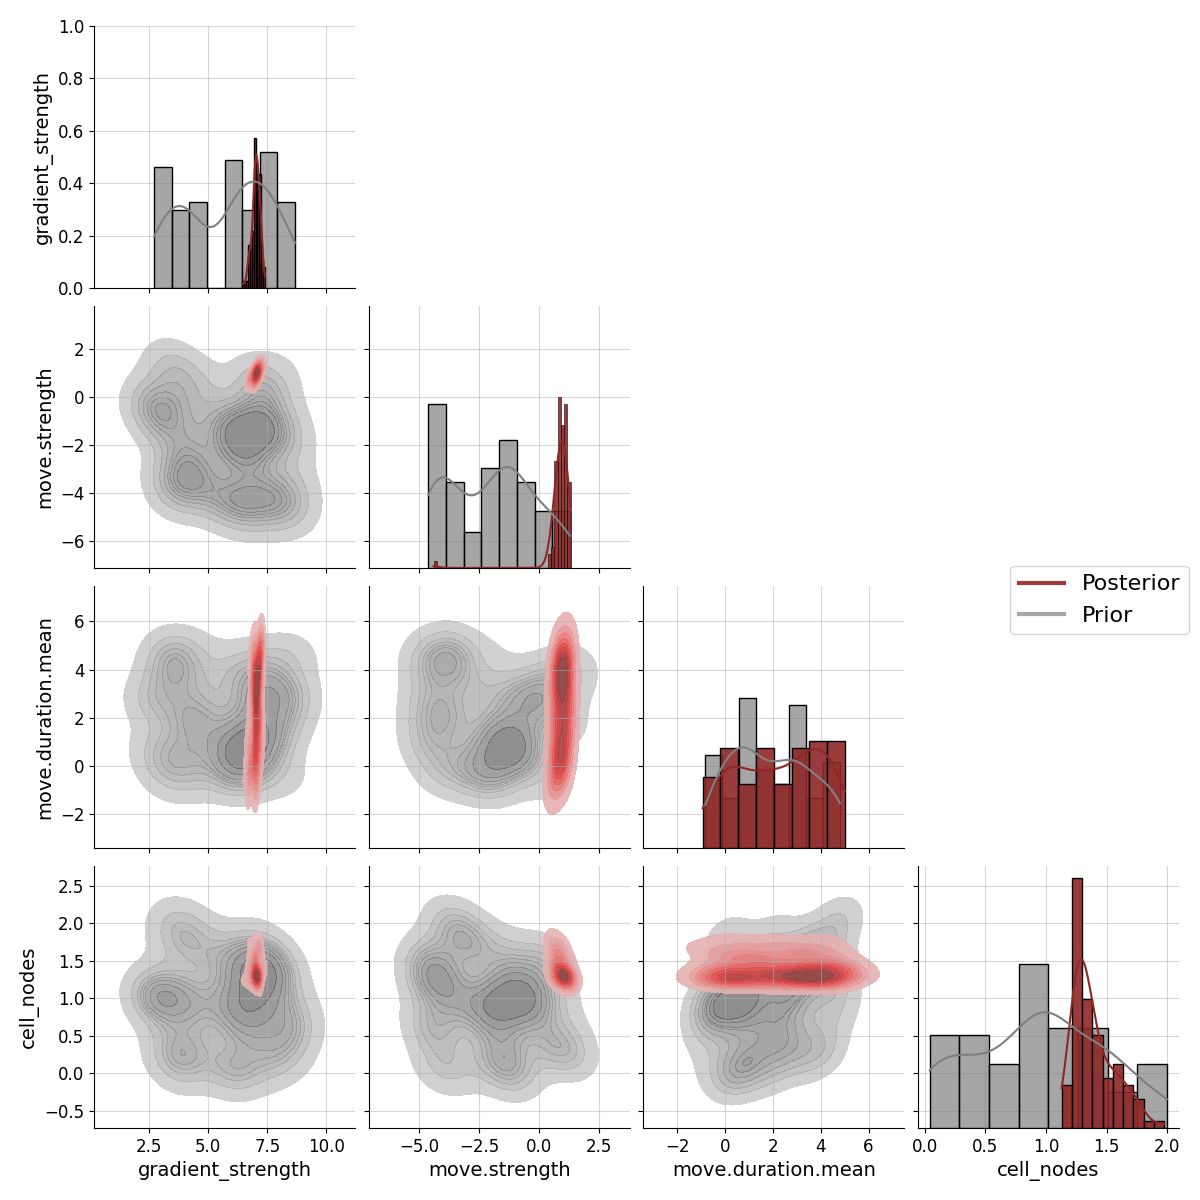 1.0
0.8
0.6
0.4
0.2
0.0
gradient_strength
2
0
−2
−4
−6
move.strength
6
4
2
0
−2
move.duration.mean
Posterior
Prior
2.5
2.0
1.5
1.0
0.5
0.0
−0.5
cell_nodes
2.5 5.0 7.5 10.0
−5.0 −2.5 0.0 2.5
−2 0 2 4 6
0.0 0.5 1.0 1.5 2.0
gradient_strength
move.strength
move.duration.mean
cell_nodes